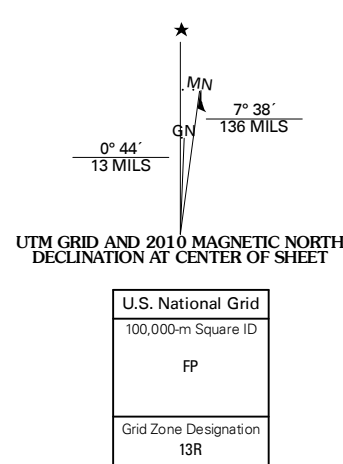 MN
GN
7° 38´
136 MILS
0° 44´
13 MILS
UTM GRID AND 2010 MAGNETIC NORTH
DECLINATION AT CENTER OF SHEET
U.S. National Grid
100,000-m Square ID
FP
Grid Zone Designation
13R